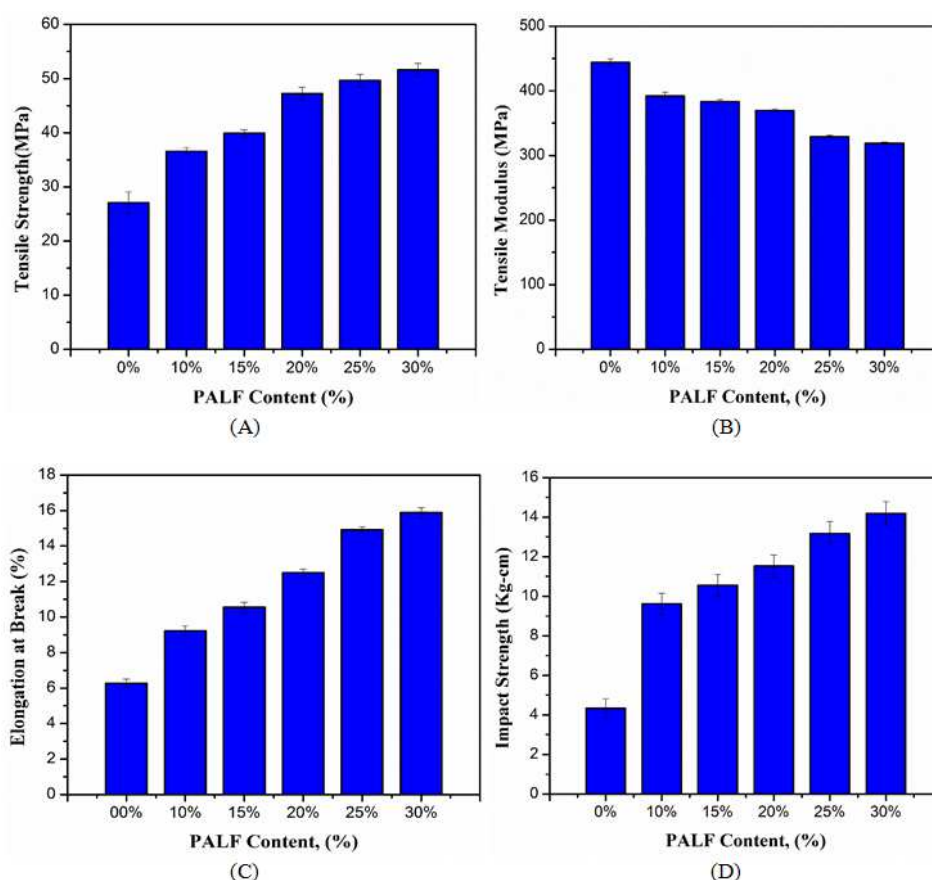 Tensile Strength(MPa)
60
50
40
30
20
10
0
0% 10% 15% 20% 25% 30%
PALF Content (%)
(A)
Tensile Modulus (MPa)
500
400
300
200
100
0
0% 10% 15% 20% 25% 30%
PALF Content, (%)
(B)
Elongation at Break (%)
18
16
14
12
10
8
6
4
2
0
00% 10% 15% 20% 25% 30%
PALF Content, (%)
(C)
Impact Strength (Kg-cm)
16
14
12
10
8
6
4
2
0
0% 10% 15% 20% 25% 30%
PALF Content, (%)
(D)